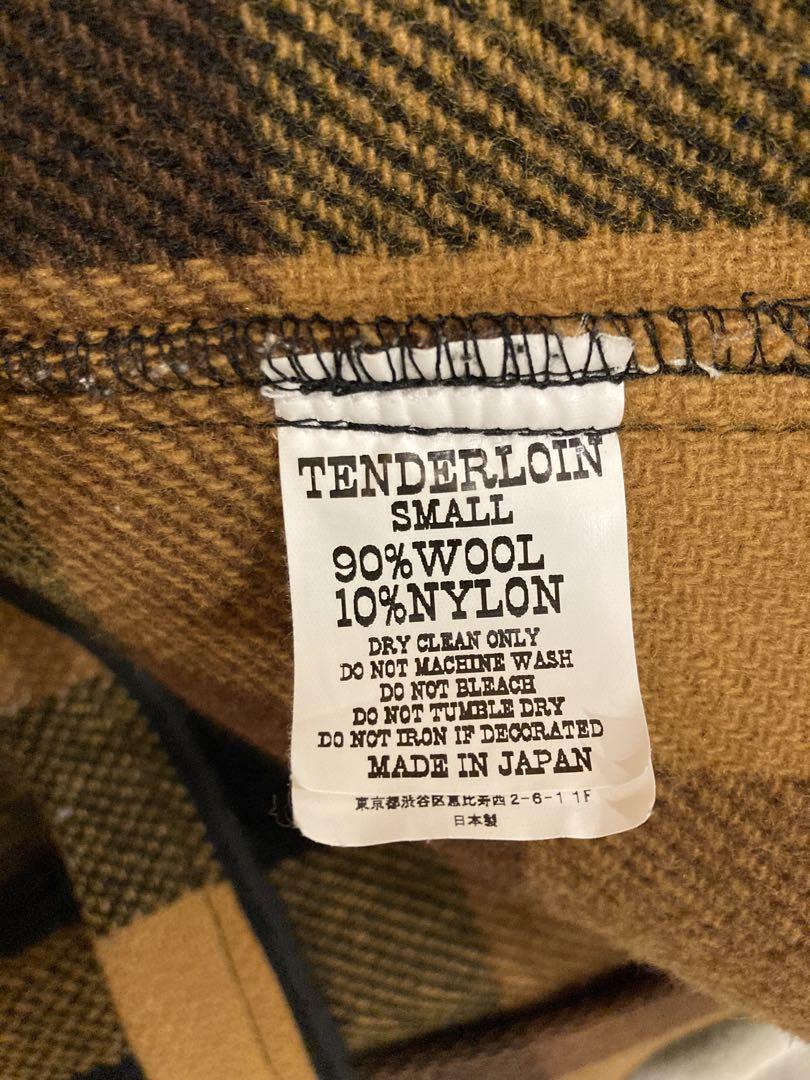 TENDERLOIN
SMALL
90%WOOL
10%NYLON
DRY CLEAN ONLY
DO NOT MACHINE WASH
DO NOT BLEACH
DO NOT TUMBLE DRY
DO NOT IRON IF DECORATED
MADE IN JAPAN
東京都渋谷区恵比寿西2-6-1 1F
日本製